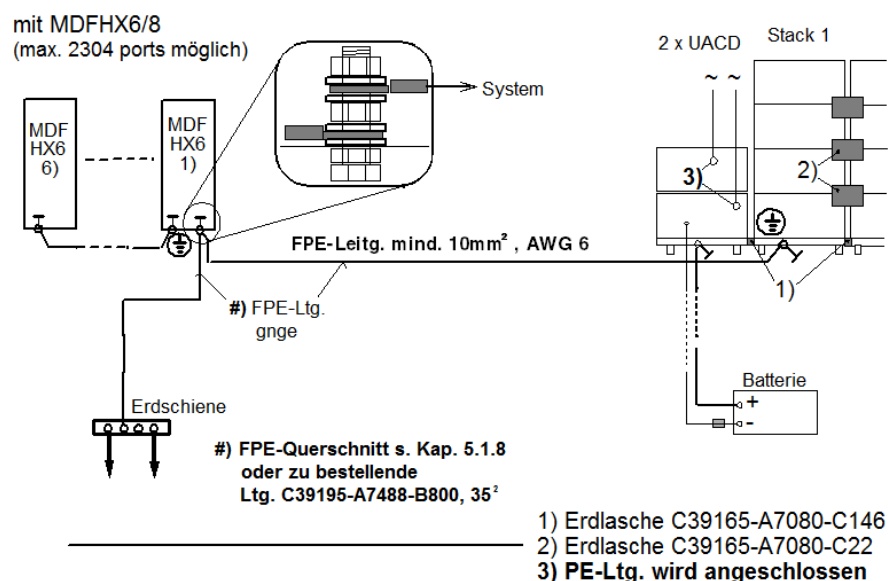 mit MDFHX6/8
(max. 2304 ports möglich)
2 x UACD
Stack 1
~ ~
System
MDF
HX6
6)
MDF
HX6
1)
3)
2)
FPE-Leitg. mind. 10mm² , AWG 6
1)
#) FPE-Ltg.
gnge
Batterie
+
-
Erdschiene
#) FPE-Querschnitt s. Kap. 5.1.8
oder zu bestellende
Ltg. C39195-A7488-B800, 35²
1) Erdlasche C39165-A7080-C146
2) Erdlasche C39165-A7080-C22
3) PE-Ltg. wird angeschlossen